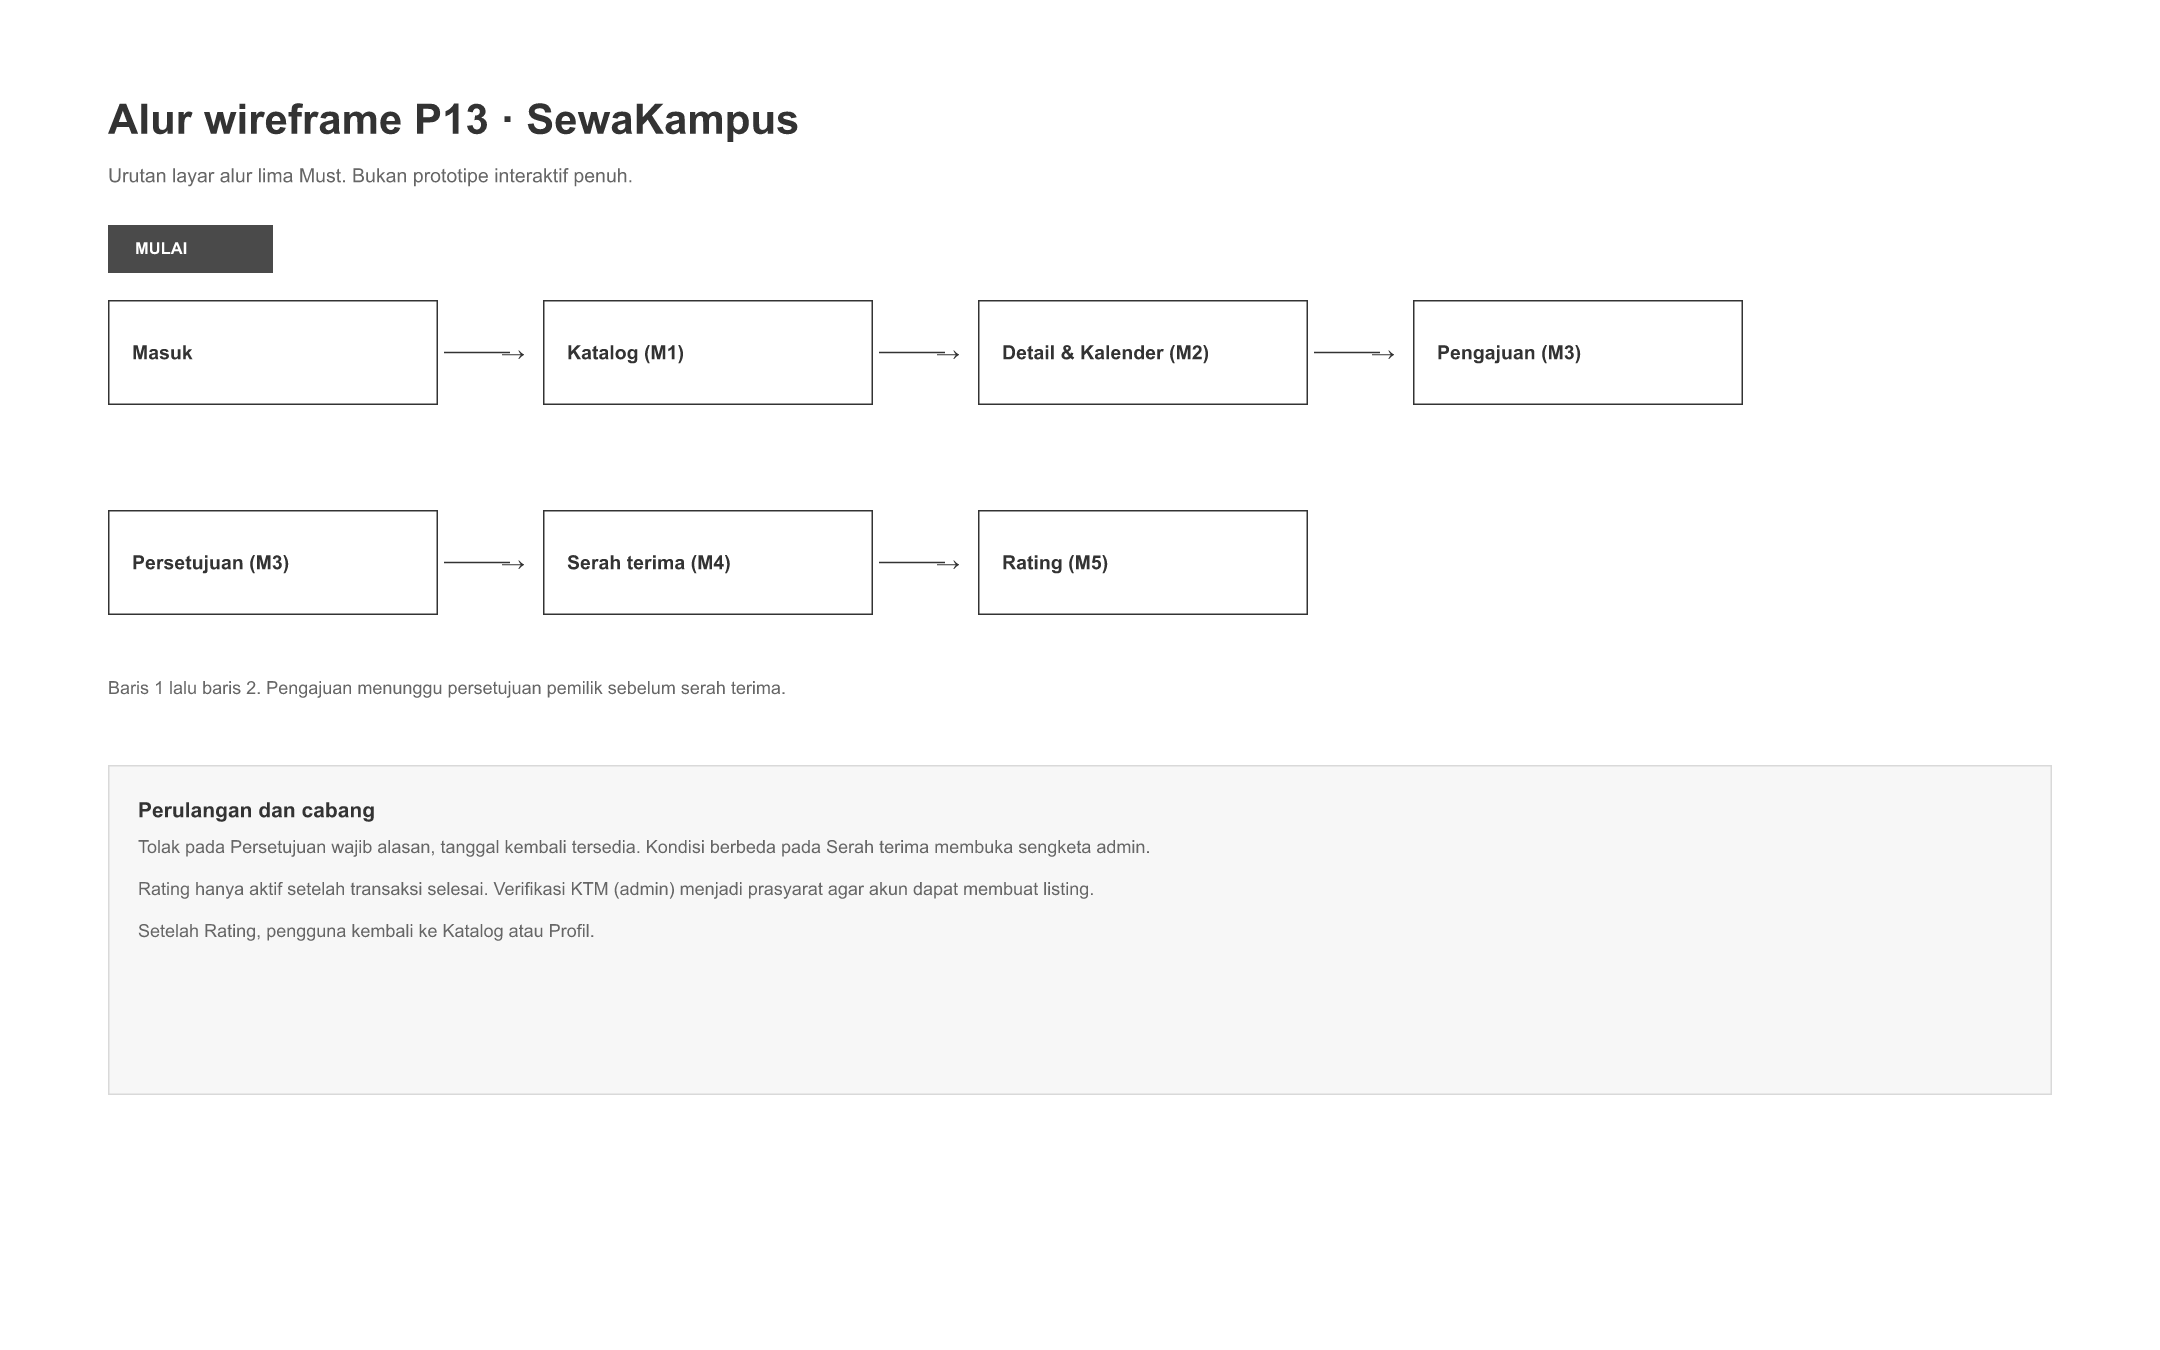 Alur wireframe P13 · SewaKampus
Urutan layar alur lima Must. Bukan prototipe interaktif penuh.
MULAI
Masuk → Katalog (M1) → Detail & Kalender (M2) → Pengajuan (M3)
Persetujuan (M3) → Serah terima (M4) → Rating (M5)
Baris 1 lalu baris 2. Pengajuan menunggu persetujuan pemilik sebelum serah terima.
Perulangan dan cabang
Tolak pada Persetujuan wajib alasan, tanggal kembali tersedia. Kondisi berbeda pada Serah terima membuka sengketa admin.
Rating hanya aktif setelah transaksi selesai. Verifikasi KTM (admin) menjadi prasyarat agar akun dapat membuat listing.
Setelah Rating, pengguna kembali ke Katalog atau Profil.